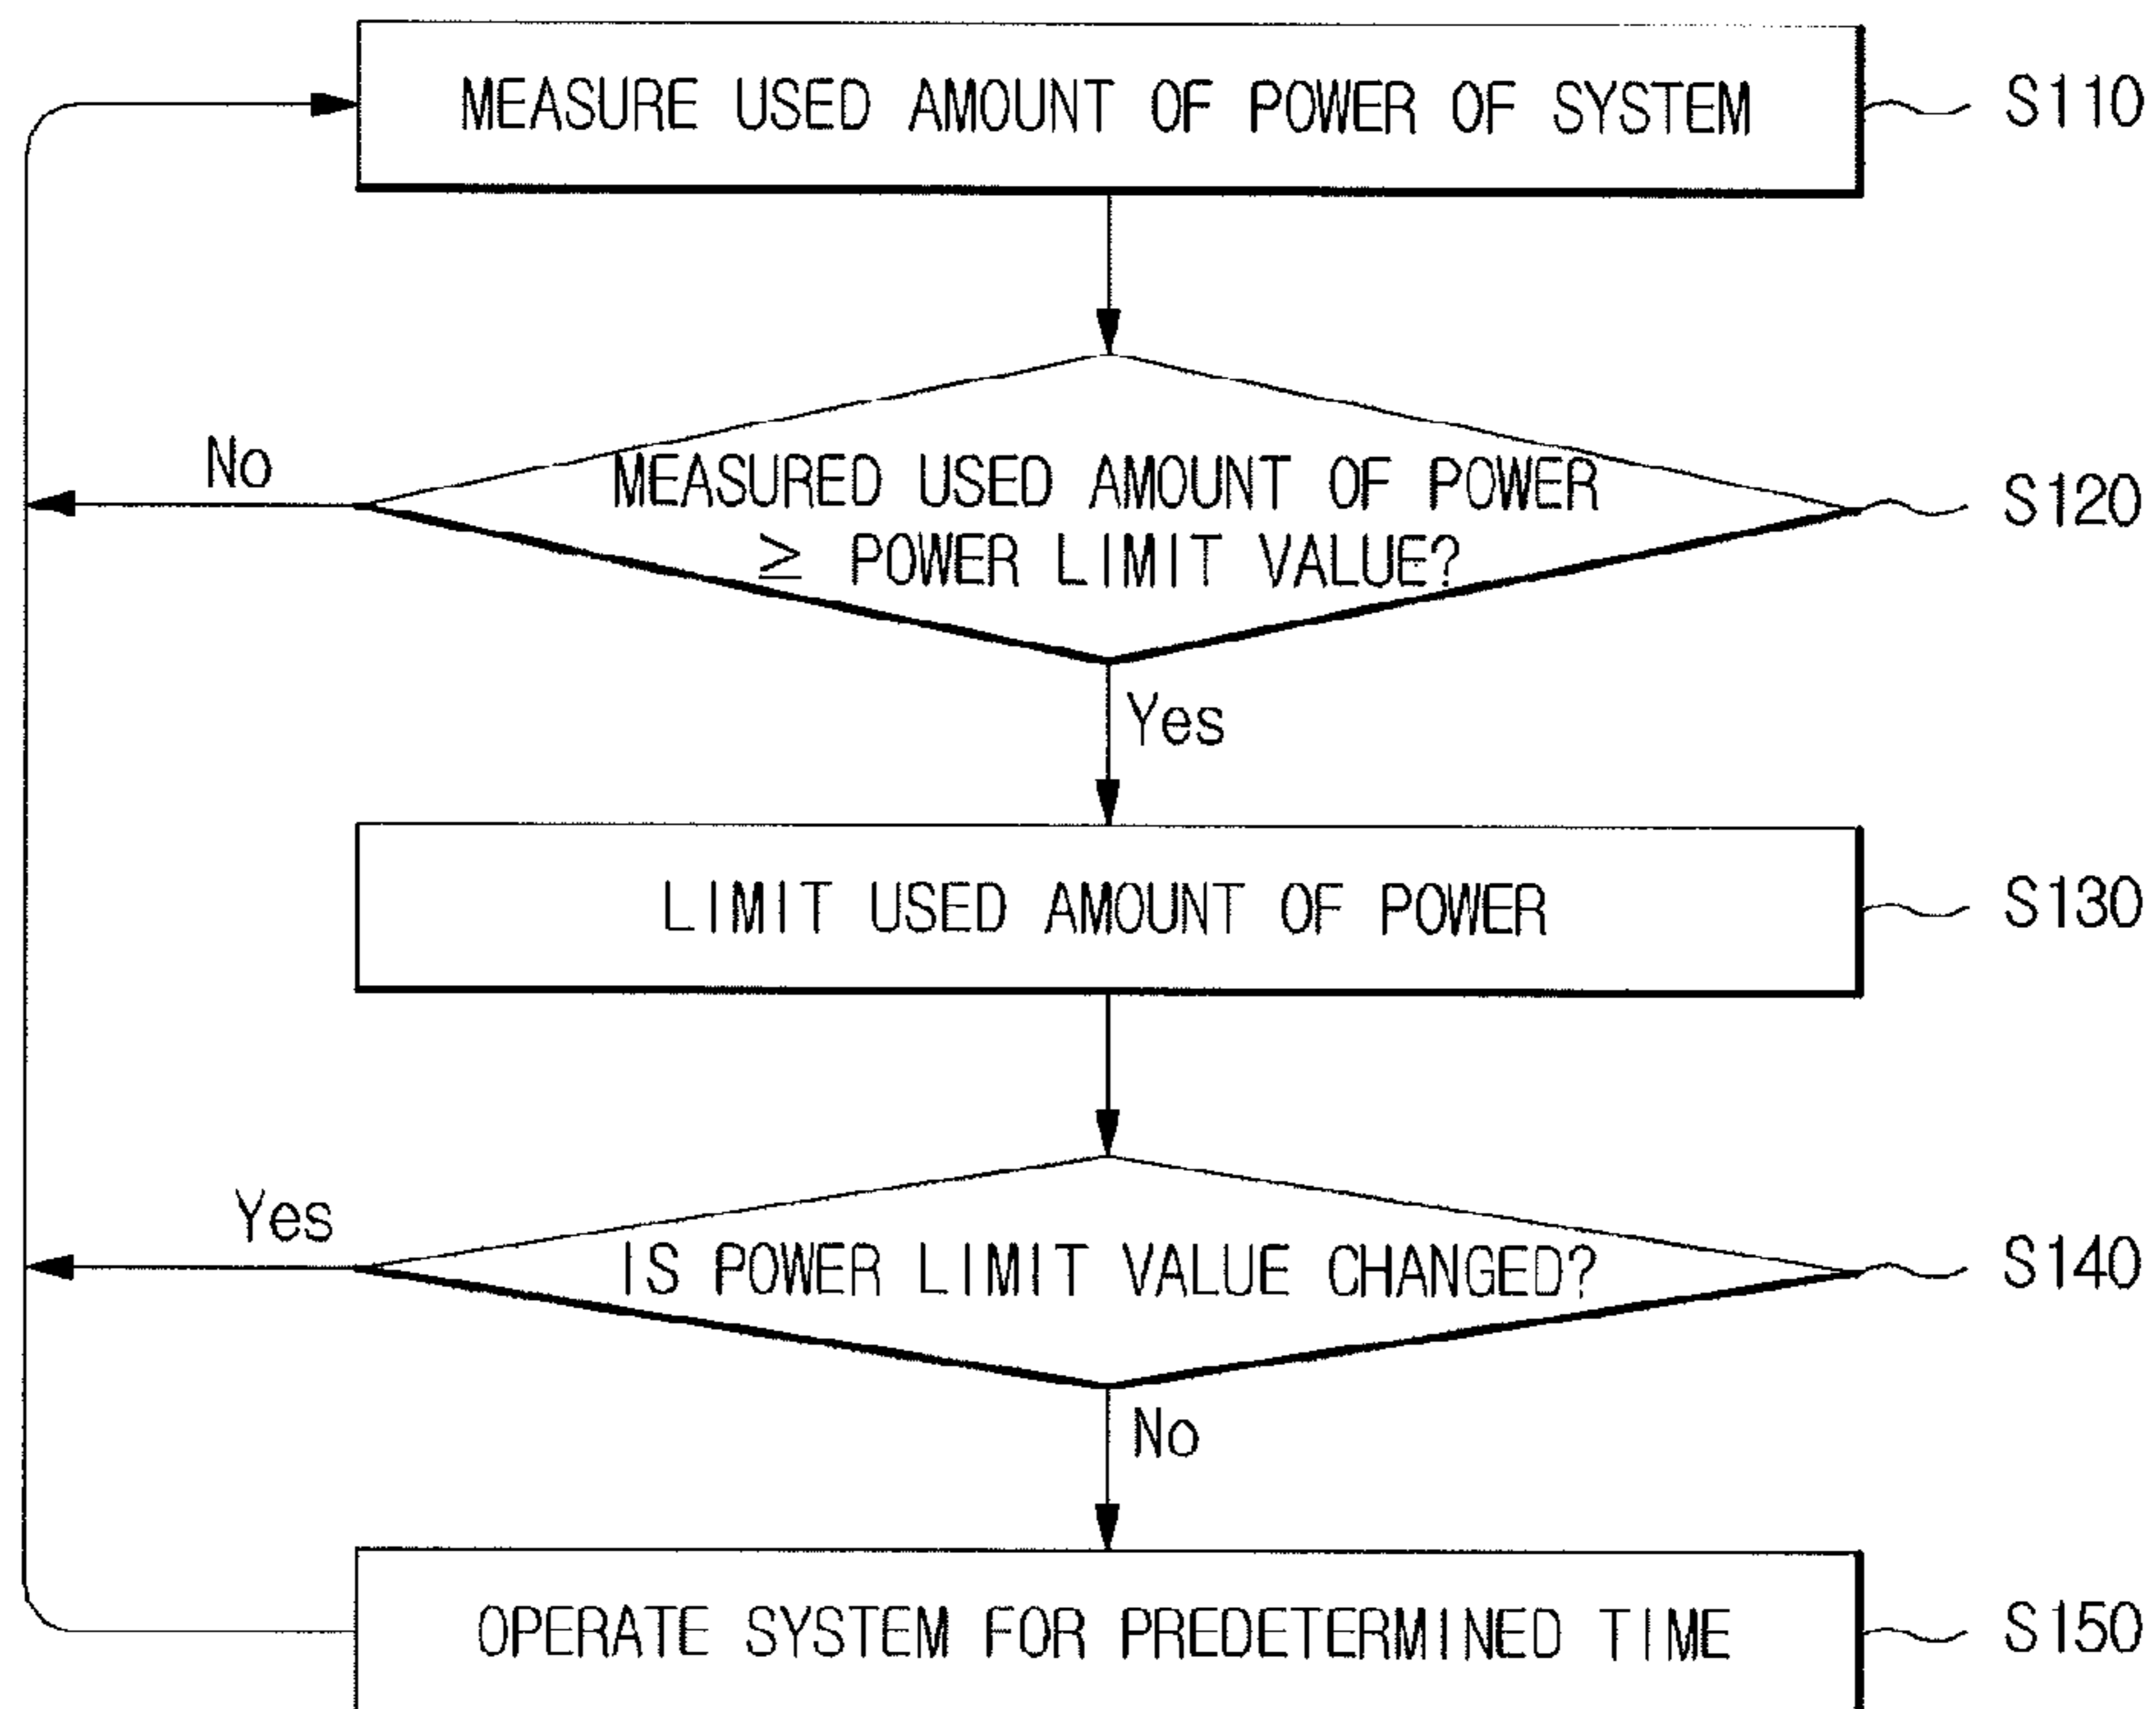 MEASURE USED AMOUNT OF POWER OF SYSTEM
S110
No
MEASURED USED AMOUNT OF POWER
≥ POWER LIMIT VALUE?
S120
Yes
LIMIT USED AMOUNT OF POWER
S130
Yes
IS POWER LIMIT VALUE CHANGED?
S140
No
OPERATE SYSTEM FOR PREDETERMINED TIME
S150